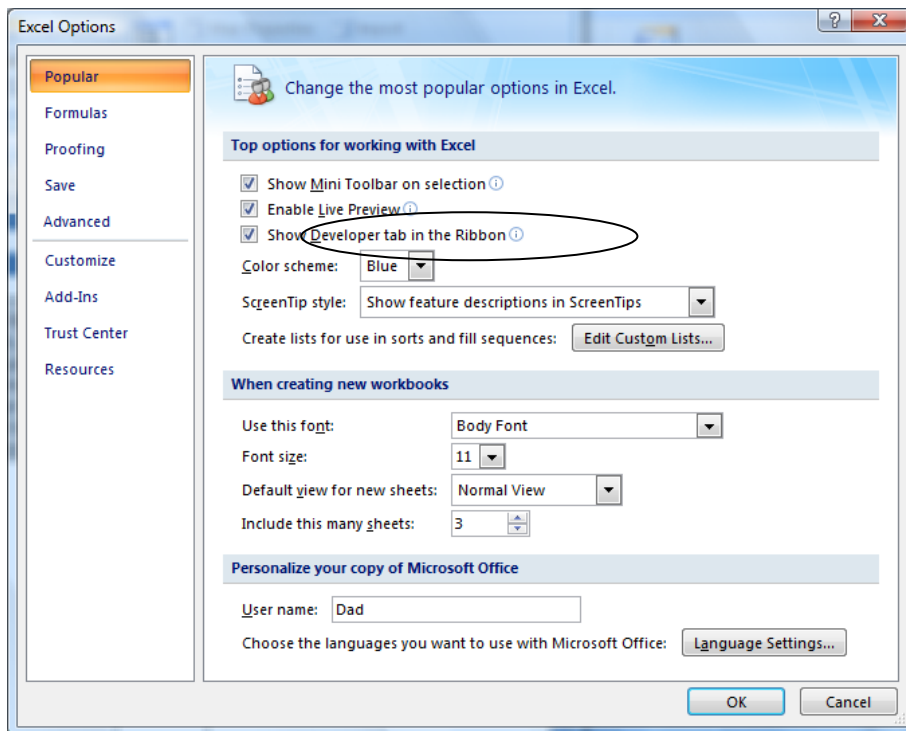 Excel Options
?
X
Popular
Formulas
Proofing
Save
Advanced
Customize
Add-Ins
Trust Center
Resources
Change the most popular options in Excel.
Top options for working with Excel
Show Mini Toolbar on selection
Enable Live Preview
Show Developer tab in the Ribbon
Color scheme: Blue
ScreenTip style: Show feature descriptions in ScreenTips
Create lists for use in sorts and fill sequences: Edit Custom Lists...
When creating new workbooks
Use this font: Body Font
Font size: 11
Default view for new sheets: Normal View
Include this many sheets: 3
Personalize your copy of Microsoft Office
User name: Dad
Choose the languages you want to use with Microsoft Office: Language Settings...
OK Cancel